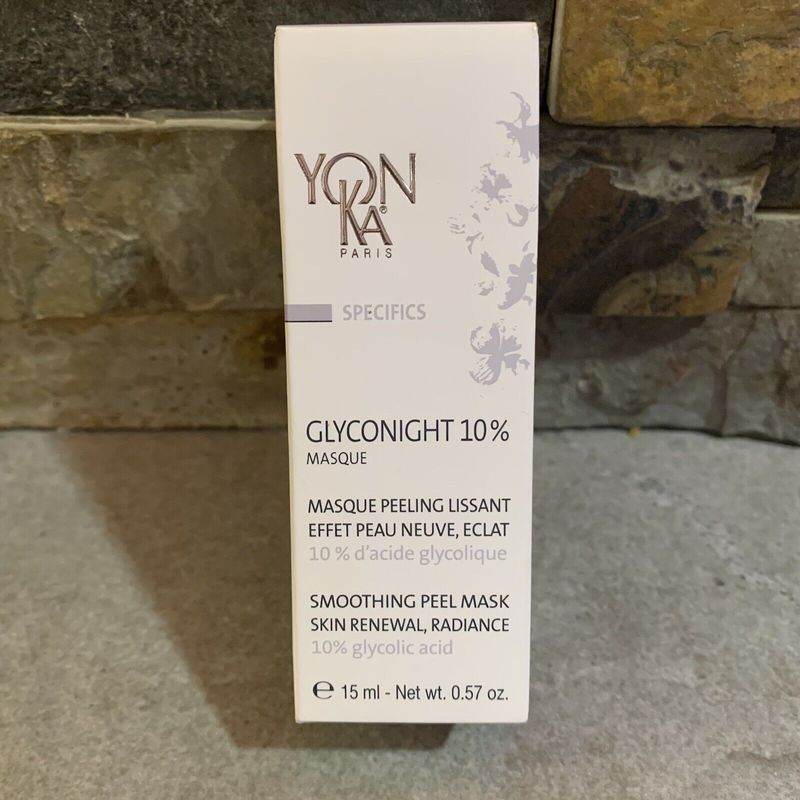 YON
KA®
PARIS
SPECIFICS
GLYCONIGHT 10%
MASQUE
MASQUE PEELING LISSANT
EFFET PEAU NEUVE, ECLAT
10 % d'acide glycolique
SMOOTHING PEEL MASK
SKIN RENEWAL, RADIANCE
10% glycolic acid
℮ 15 ml - Net wt. 0.57 oz.